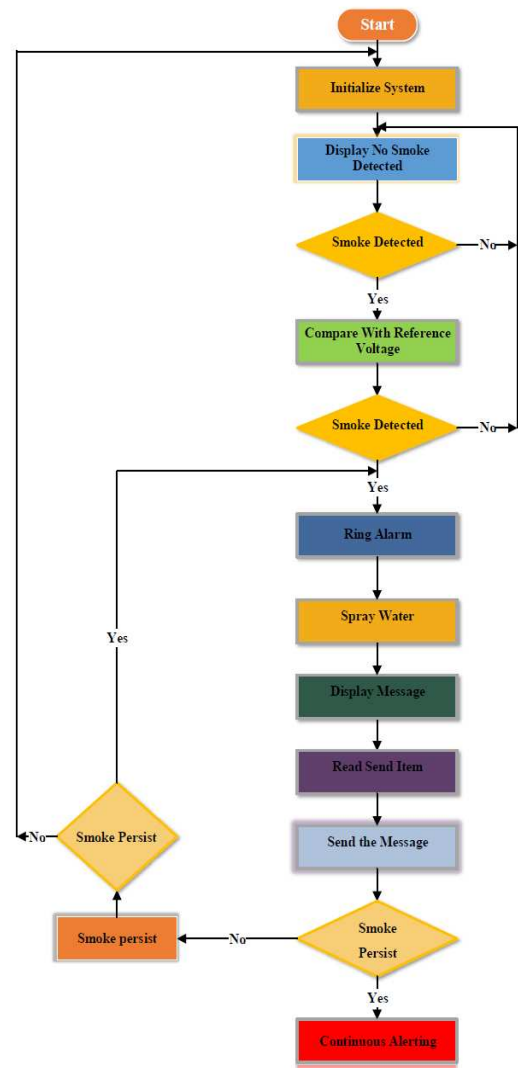 Start
Initialize System
Display No Smoke
Detected
Smoke Detected
No
Yes
Compare With Reference
Voltage
Smoke Detected
No
Yes
Ring Alarm
Spray Water
Yes
Display Message
Read Send Item
No
Smoke Persist
Send the Message
Smoke
Persist
No
Smoke persist
Yes
Continuous Alerting